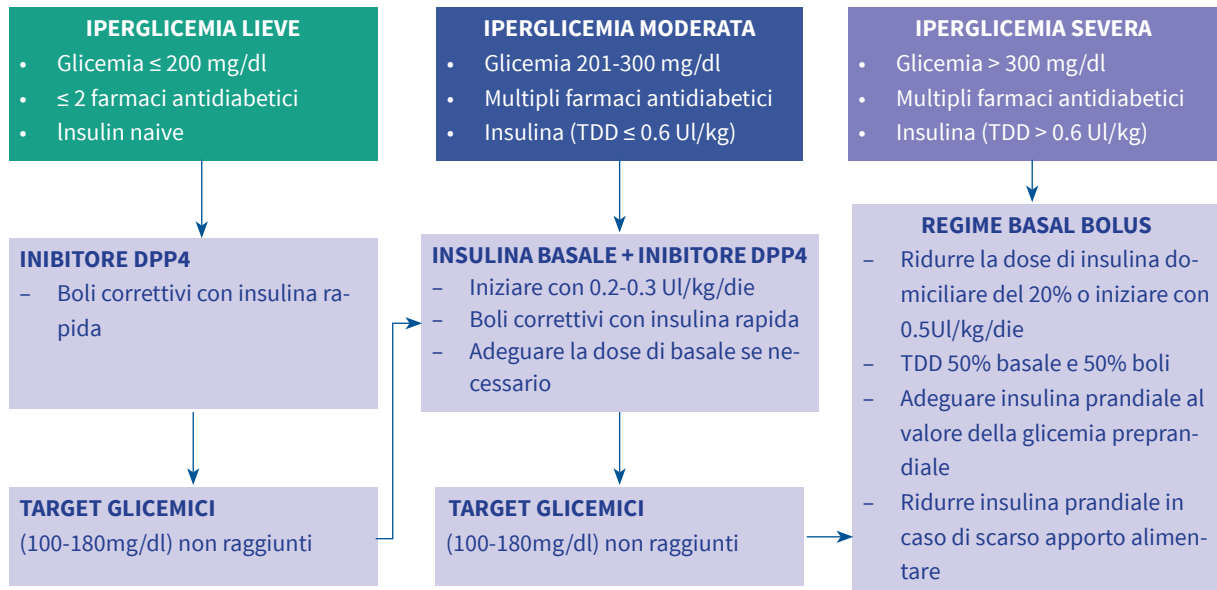 IPERGLICEMIA LIEVE
• Glicemia ≤ 200 mg/dl
• ≤ 2 farmaci antidiabetici
• Insulin naive
INIBITORE DPP4
– Boli correttivi con insulina ra-
pida
TARGET GLICEMICI
(100-180mg/dl) non raggiunti
IPERGLICEMIA MODERATA
• Glicemia 201-300 mg/dl
• Multipli farmaci antidiabetici
• Insulina (TDD ≤ 0.6 UI/kg)
INSULINA BASALE + INIBITORE DPP4
– Iniziare con 0.2-0.3 UI/kg/die
– Boli correttivi con insulina rapida
– Adeguare la dose di basale se ne-
cessario
TARGET GLICEMICI
(100-180mg/dl) non raggiunti
IPERGLICEMIA SEVERA
• Glicemia > 300 mg/dl
• Multipli farmaci antidiabetici
• Insulina (TDD > 0.6 UI/kg)
REGIME BASAL BOLUS
– Ridurre la dose di insulina do-
miciliare del 20% o iniziare con
0.5UI/kg/die
– TDD 50% basale e 50% boli
– Adeguare insulina prandiale al
valore della glicemia prepran-
diale
– Ridurre insulina prandiale in
caso di scarso apporto alimen-
tare